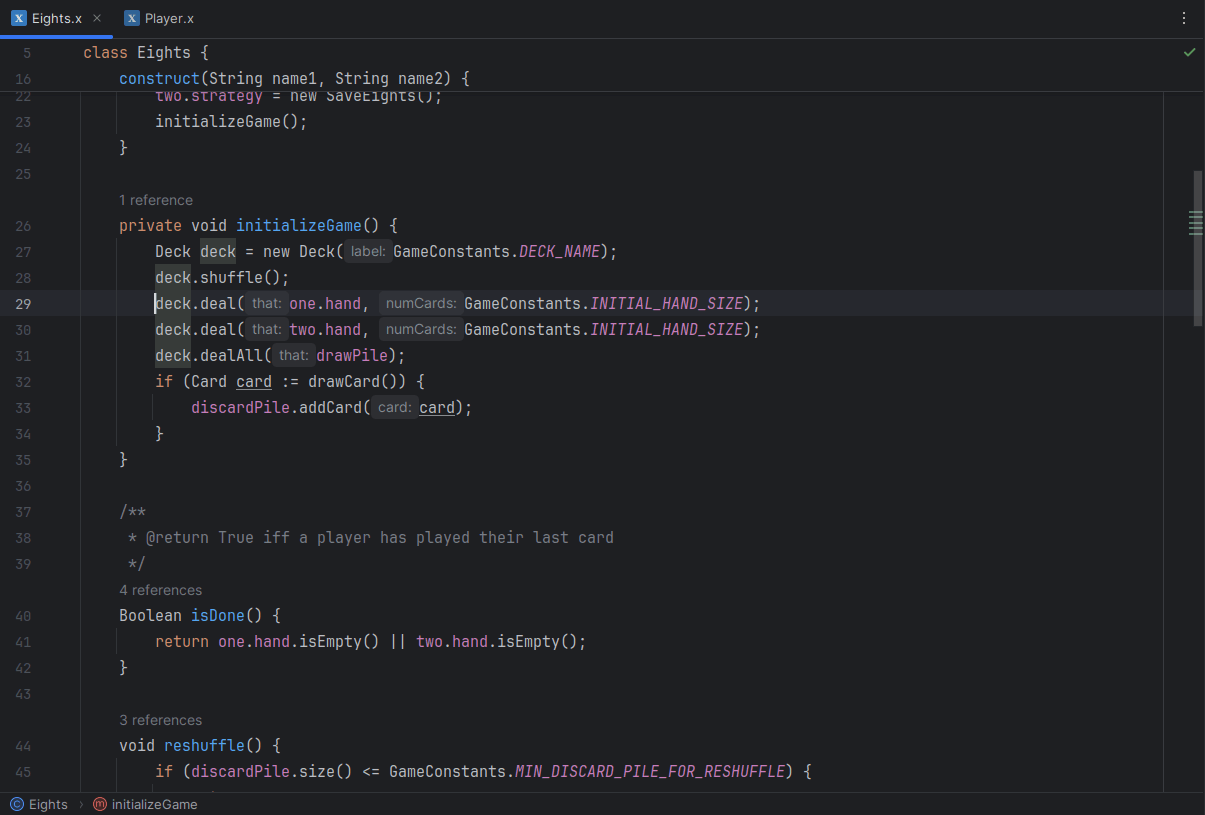 Eights.x Player.x
5 class Eights {
16 construct(String name1, String name2) {
22 two.strategy = new SaveEights();
23 initializeGame();
24 }
25
1 reference
26 private void initializeGame() {
27 Deck deck = new Deck( label: GameConstants.DECK_NAME);
28 deck.shuffle();
29 deck.deal( that: one.hand, numCards: GameConstants.INITIAL_HAND_SIZE);
30 deck.deal( that: two.hand, numCards: GameConstants.INITIAL_HAND_SIZE);
31 deck.dealAll( that: drawPile);
32 if (Card card := drawCard()) {
33 discardPile.addCard( card: card);
34 }
35 }
36
37 /**
38 * @return True iff a player has played their last card
39 */
4 references
40 Boolean isDone() {
41 return one.hand.isEmpty() || two.hand.isEmpty();
42 }
43
3 references
44 void reshuffle() {
45 if (discardPile.size() <= GameConstants.MIN_DISCARD_PILE_FOR_RESHUFFLE) {
Eights › initializeGame